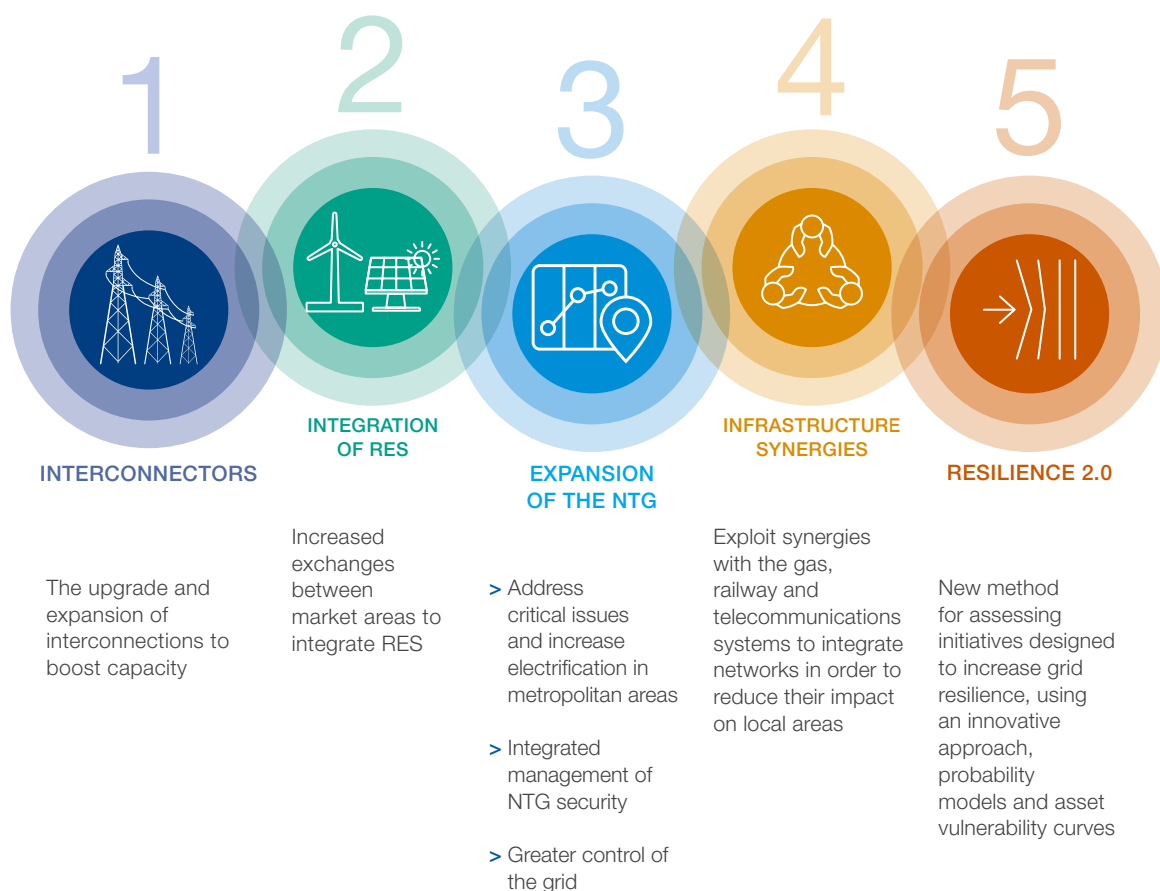 1
INTERCONNECTORS
The upgrade and
expansion of
interconnections to
boost capacity
2
INTEGRATION
OF RES
Increased
exchanges
between
market areas to
integrate RES
3
EXPANSION
OF THE NTG
> Address
critical issues
and increase
electrification in
metropolitan areas
> Integrated
management of
NTG security
> Greater control of
the grid
4
INFRASTRUCTURE
SYNERGIES
Exploit synergies
with the gas,
railway and
telecommunications
systems to integrate
networks in order to
reduce their impact
on local areas
5
RESILIENCE 2.0
New method
for assessing
initiatives designed
to increase grid
resilience, using
an innovative
approach,
probability
models and asset
vulnerability curves